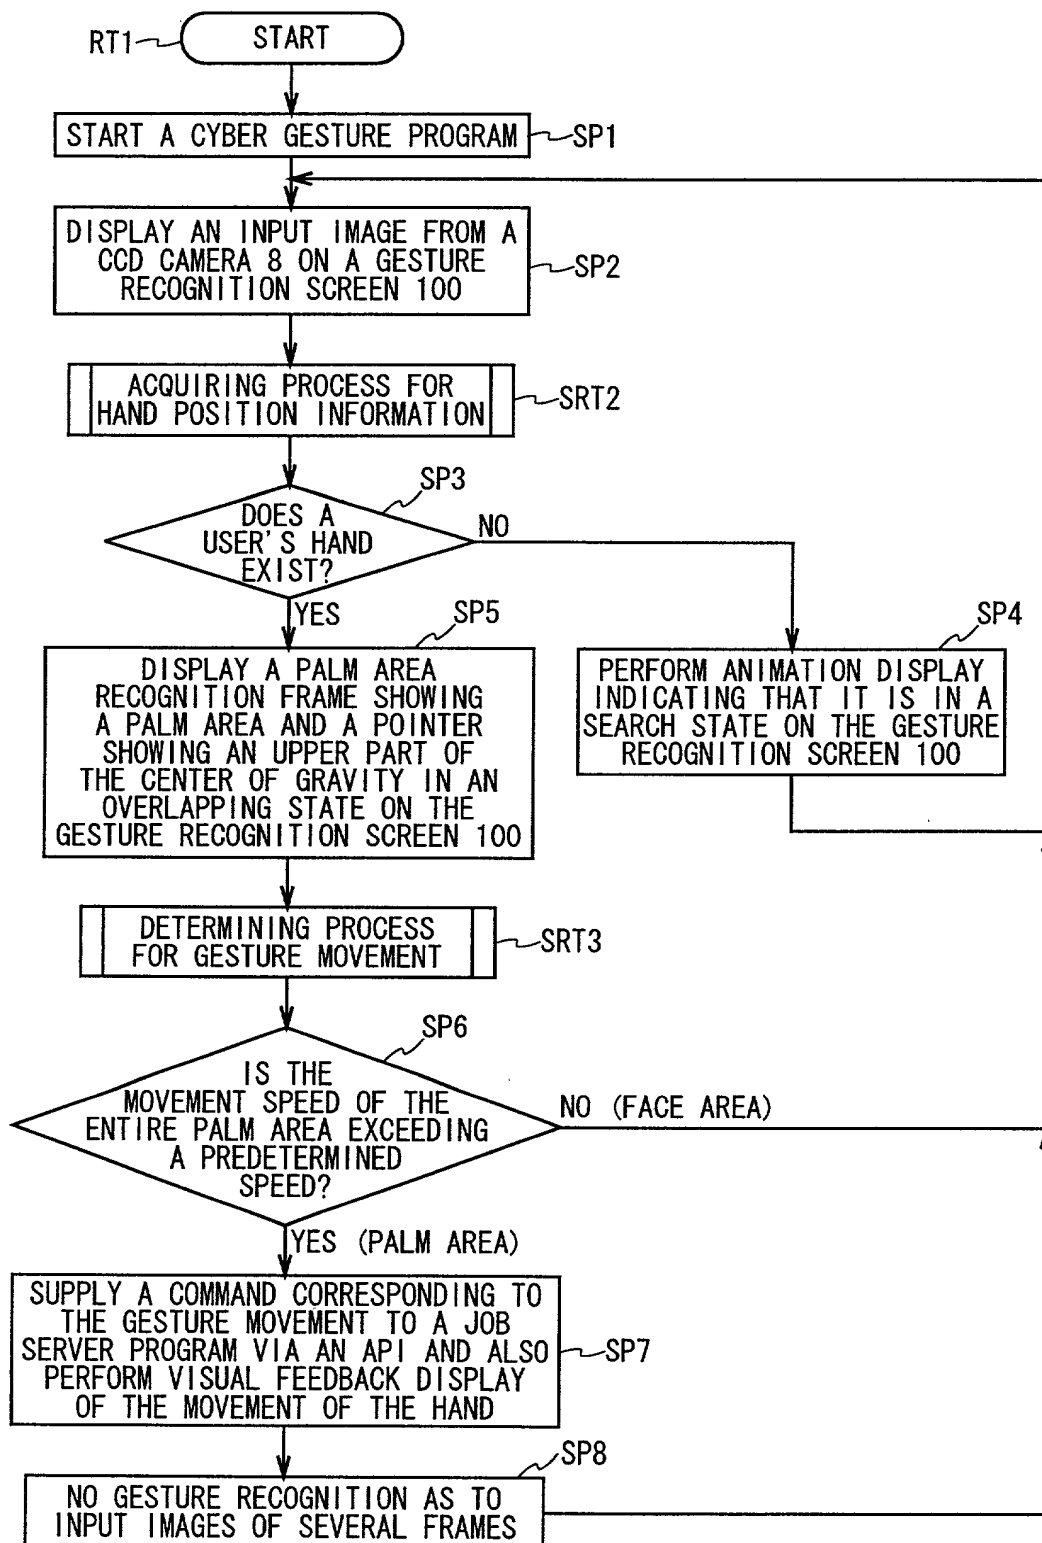 RT1
START
START A CYBER GESTURE PROGRAM
SP1
DISPLAY AN INPUT IMAGE FROM A
CCD CAMERA 8 ON A GESTURE
RECOGNITION SCREEN 100
SP2
ACQUIRING PROCESS FOR
HAND POSITION INFORMATION
SRT2
SP3
DOES A
USER'S HAND
EXIST?
NO
YES
SP5
DISPLAY A PALM AREA
RECOGNITION FRAME SHOWING
A PALM AREA AND A POINTER
SHOWING AN UPPER PART OF
THE CENTER OF GRAVITY IN AN
OVERLAPPING STATE ON THE
GESTURE RECOGNITION SCREEN 100
SP4
PERFORM ANIMATION DISPLAY
INDICATING THAT IT IS IN A
SEARCH STATE ON THE GESTURE
RECOGNITION SCREEN 100
DETERMINING PROCESS
FOR GESTURE MOVEMENT
SRT3
SP6
IS THE
MOVEMENT SPEED OF THE
ENTIRE PALM AREA EXCEEDING
A PREDETERMINED
SPEED?
NO (FACE AREA)
YES (PALM AREA)
SUPPLY A COMMAND CORRESPONDING TO
THE GESTURE MOVEMENT TO A JOB
SERVER PROGRAM VIA AN API AND ALSO
PERFORM VISUAL FEEDBACK DISPLAY
OF THE MOVEMENT OF THE HAND
SP7
SP8
NO GESTURE RECOGNITION AS TO
INPUT IMAGES OF SEVERAL FRAMES